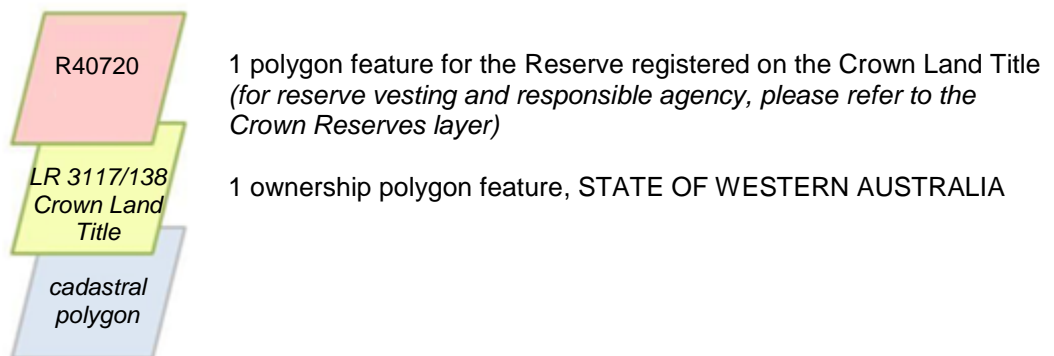 R40720
1 polygon feature for the Reserve registered on the Crown Land Title
(for reserve vesting and responsible agency, please refer to the
Crown Reserves layer)
LR 3117/138
Crown Land
Title
1 ownership polygon feature, STATE OF WESTERN AUSTRALIA
cadastral
polygon